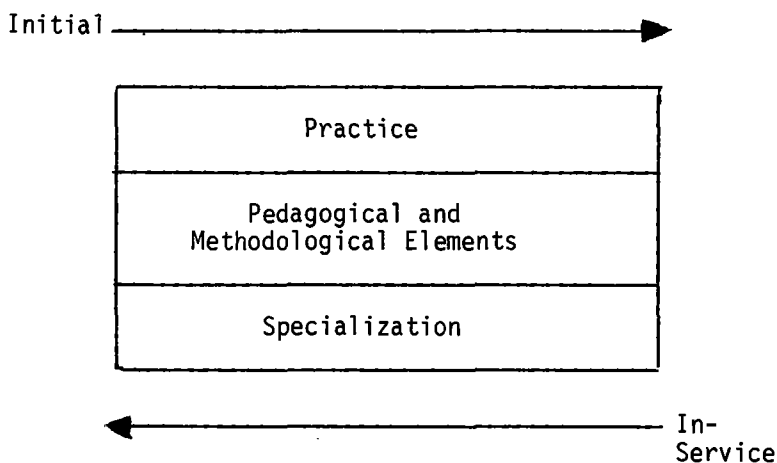 Initial
Practice
Pedagogical and
Methodological Elements
Specialization
In-
Service